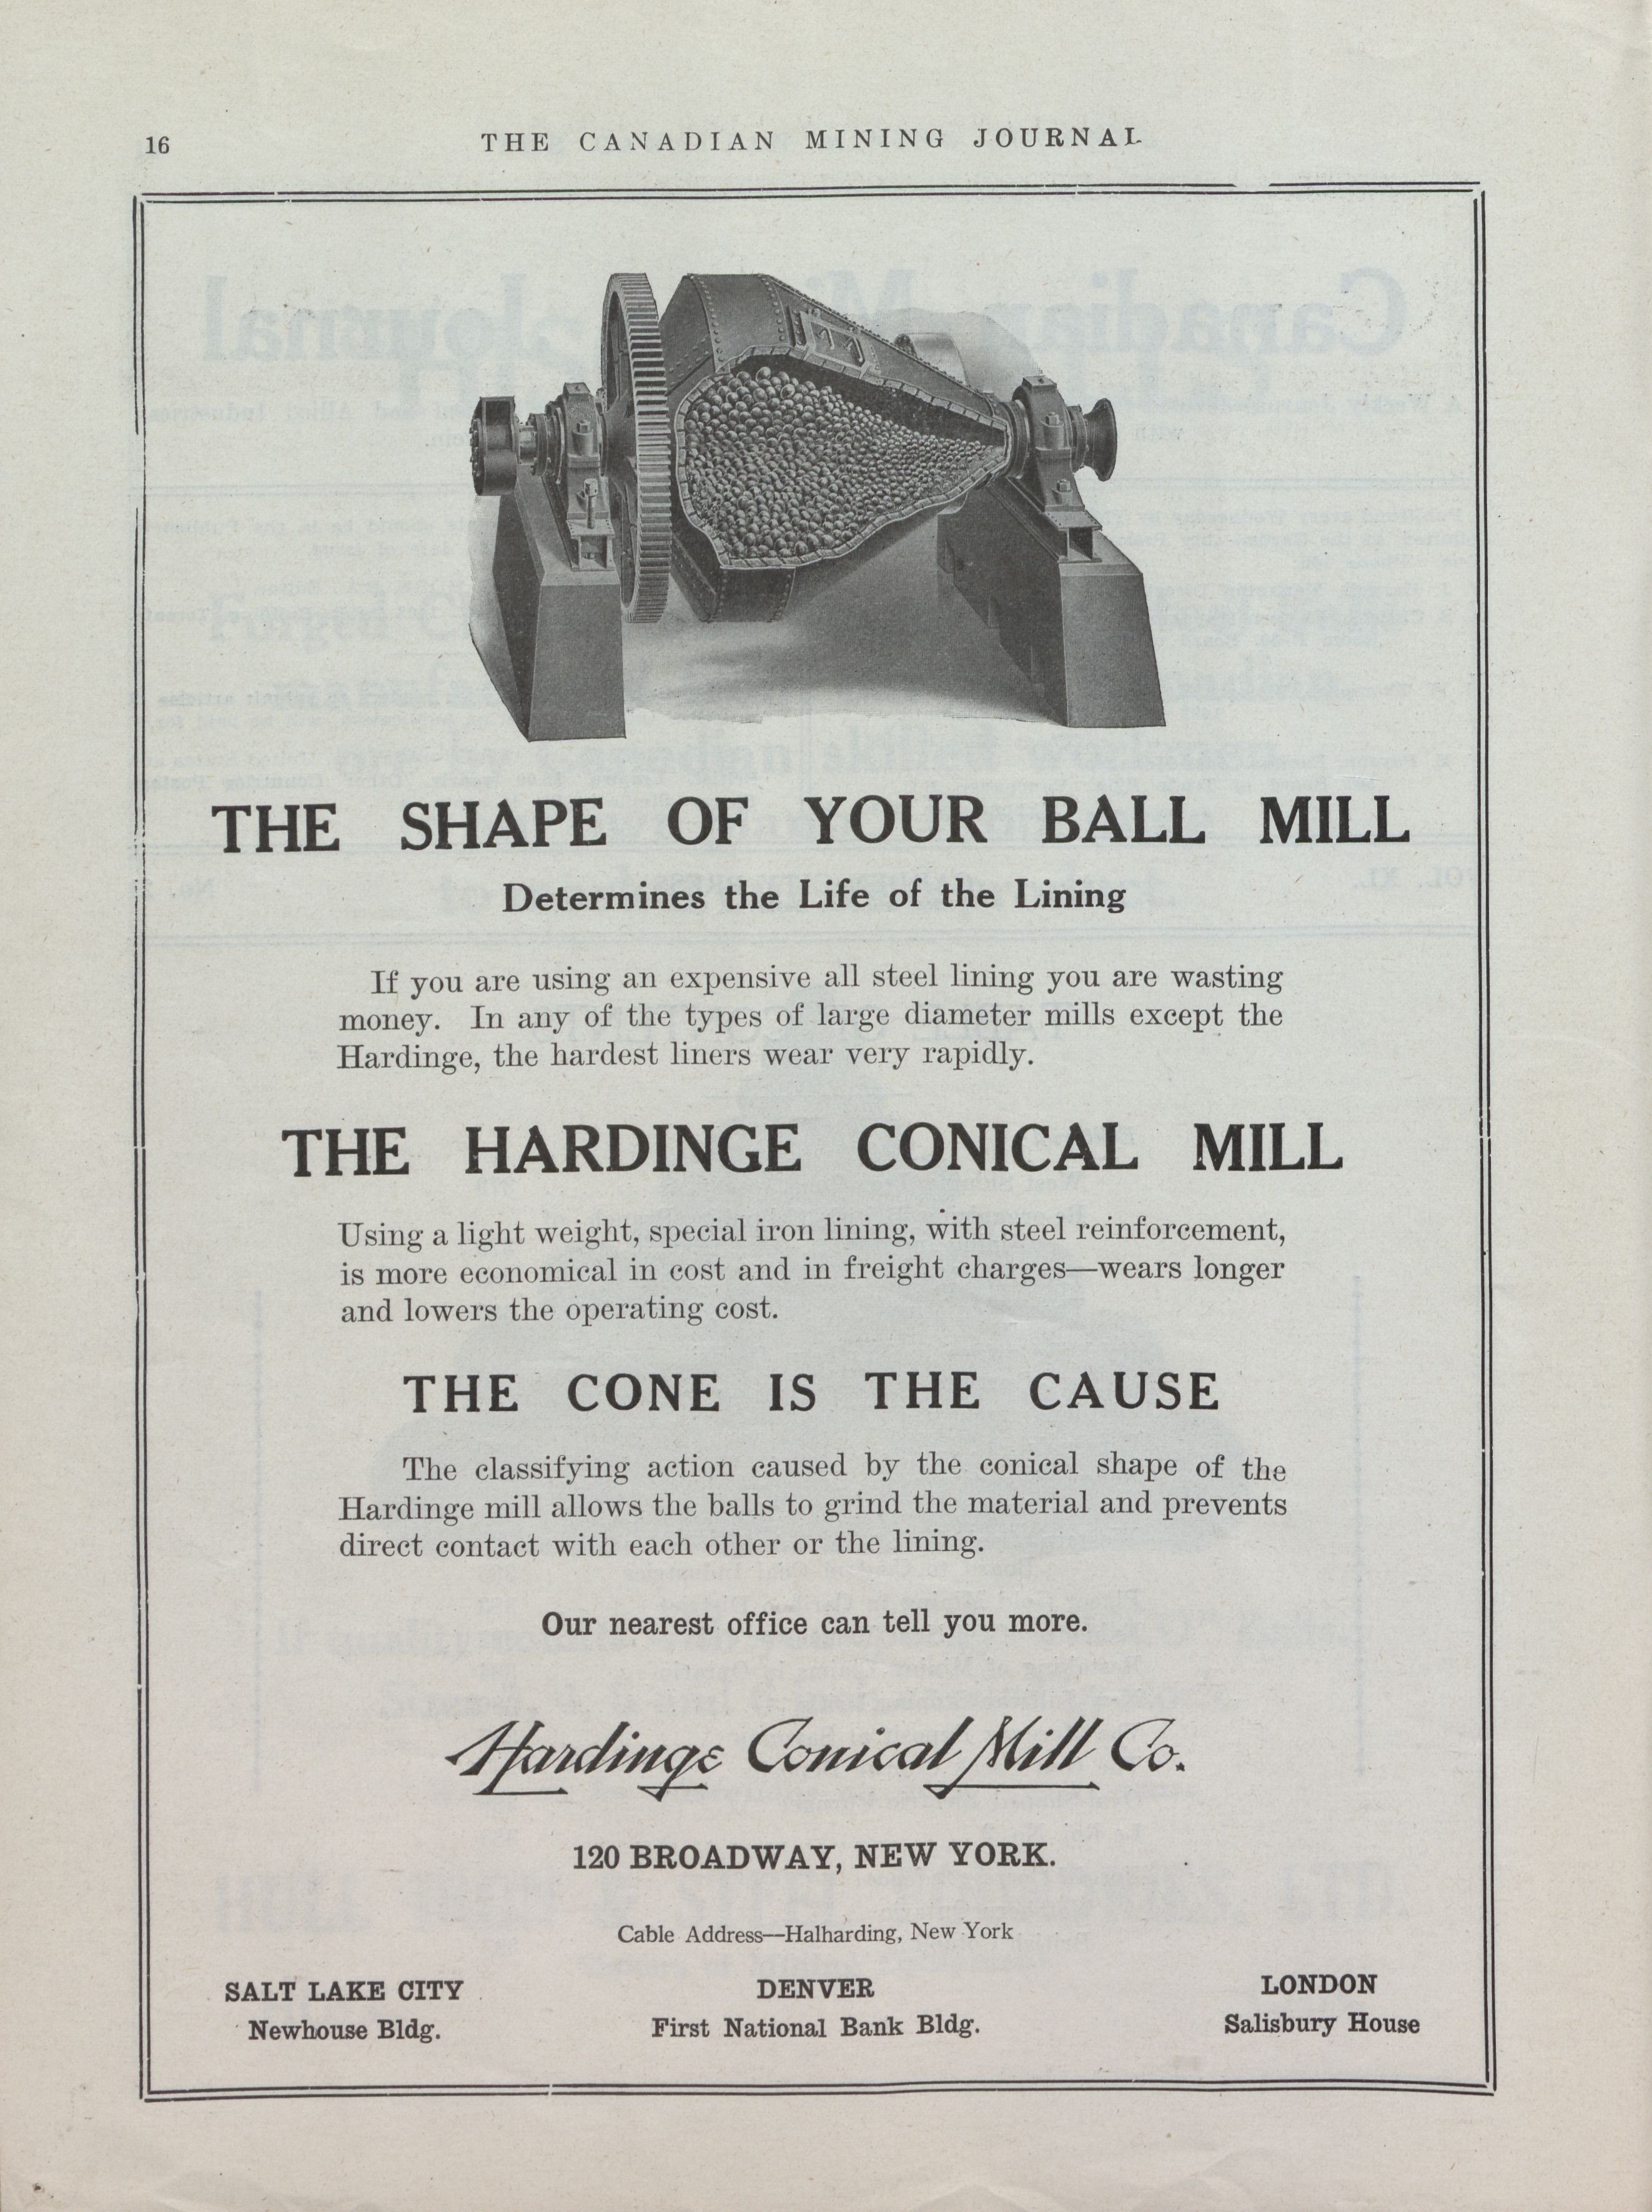 16
THE CANADIAN MINING JOURNAL
THE SHAPE OF YOUR BALL MILL
Determines the Life of the Lining
If you are using an expensive all steel lining you are wasting
money. In any of the types of large diameter mills except the
Hardinge, the hardest liners wear very rapidly.
THE HARDINGE CONICAL MILL
Using a light weight, special iron lining, with steel reinforcement,
is more economical in cost and in freight charges—wears longer
and lowers the operating cost.
THE CONE IS THE CAUSE
The classifying action caused by the conical shape of the
Hardinge mill allows the balls to grind the material and prevents
direct contact with each other or the lining.
Our nearest office can tell you more.
Hardinge Conical Mill Co.
120 BROADWAY, NEW YORK.
Cable Address—Halharding, New York
SALT LAKE CITY
Newhouse Bldg.
DENVER
First National Bank Bldg.
LONDON
Salisbury House